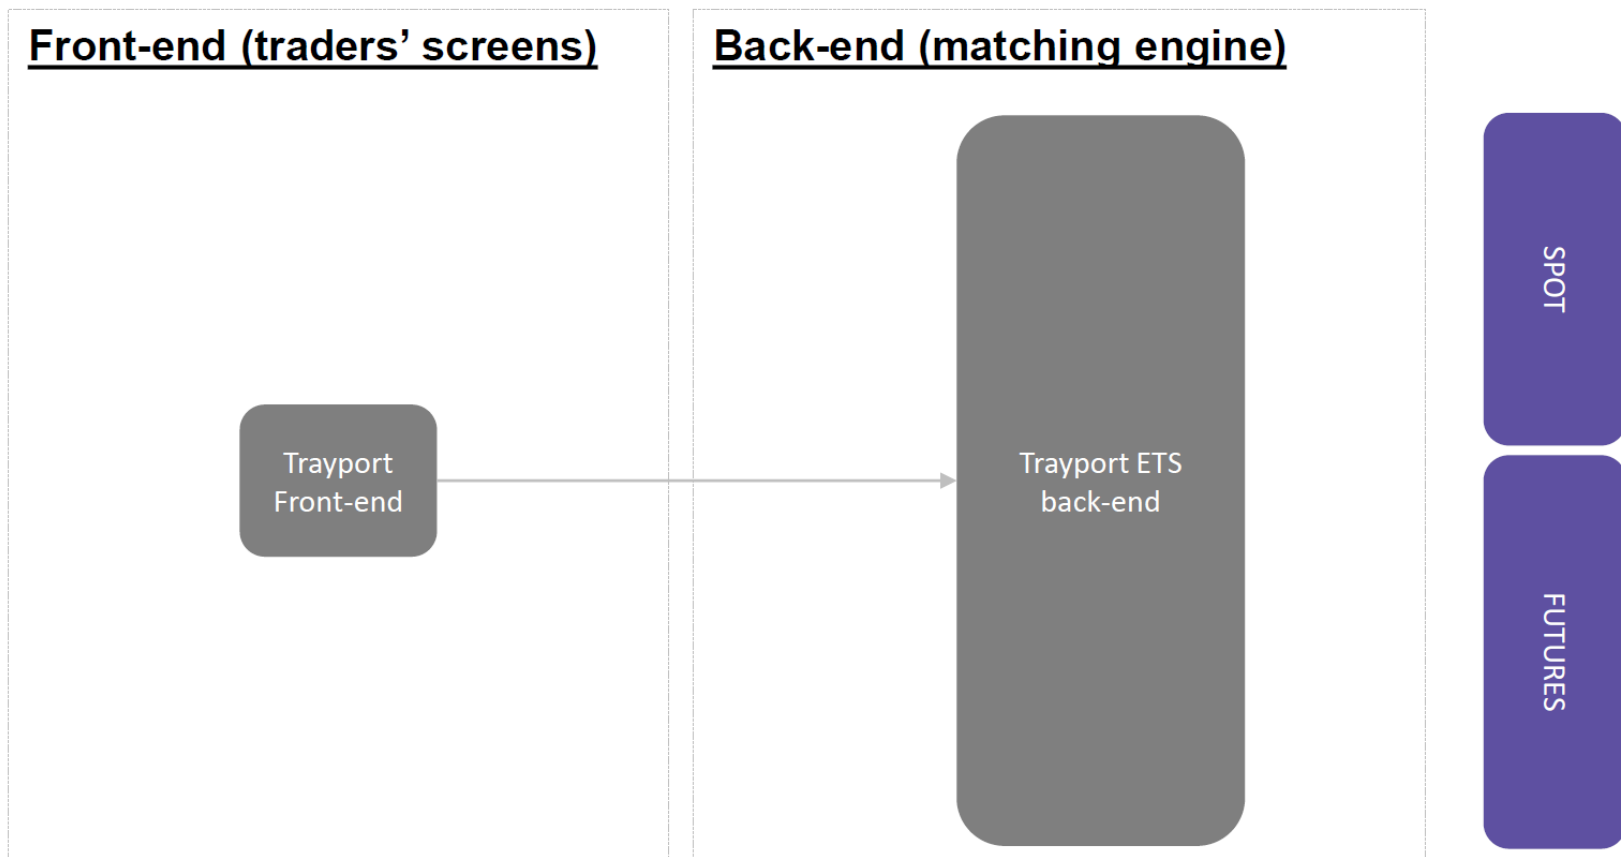 Front-end (traders’ screens)
Back-end (matching engine)
Trayport
Front-end
Trayport ETS
back-end
SPOT
FUTURES